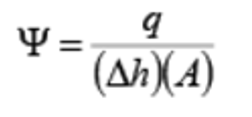 Ψ = q / (Δh)(A)